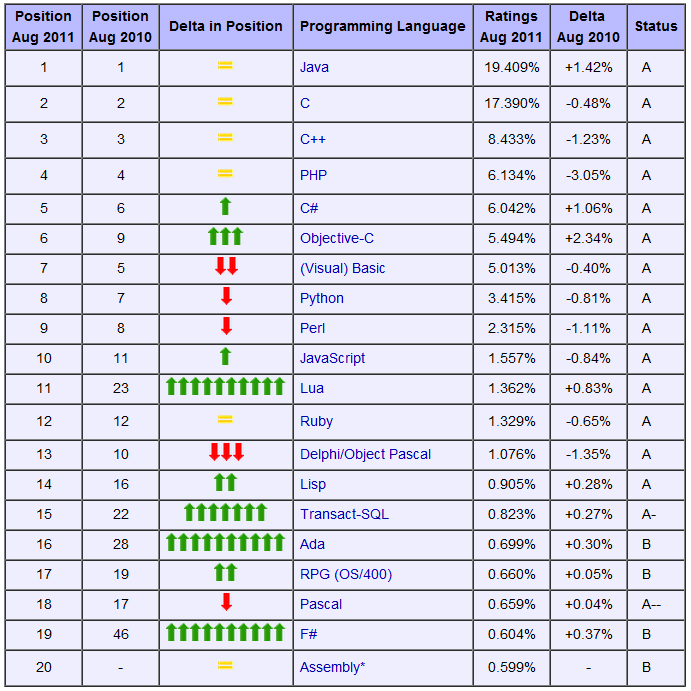 Position Aug 2011 Position Aug 2010 Delta in Position Programming Language Ratings Aug 2011 Delta Aug 2010 Status
1 1 Java 19.409% +1.42% A
2 2 C 17.390% -0.48% A
3 3 C++ 8.433% -1.23% A
4 4 PHP 6.134% -3.05% A
5 6 C# 6.042% +1.06% A
6 9 Objective-C 5.494% +2.34% A
7 5 (Visual) Basic 5.013% -0.40% A
8 7 Python 3.415% -0.81% A
9 8 Perl 2.315% -1.11% A
10 11 JavaScript 1.557% -0.84% A
11 23 Lua 1.362% +0.83% A
12 12 Ruby 1.329% -0.65% A
13 10 Delphi/Object Pascal 1.076% -1.35% A
14 16 Lisp 0.905% +0.28% A
15 22 Transact-SQL 0.823% +0.27% A-
16 28 Ada 0.699% +0.30% B
17 19 RPG (OS/400) 0.660% +0.05% B
18 17 Pascal 0.659% +0.04% A--
19 46 F# 0.604% +0.37% B
20 - Assembly* 0.599% - B